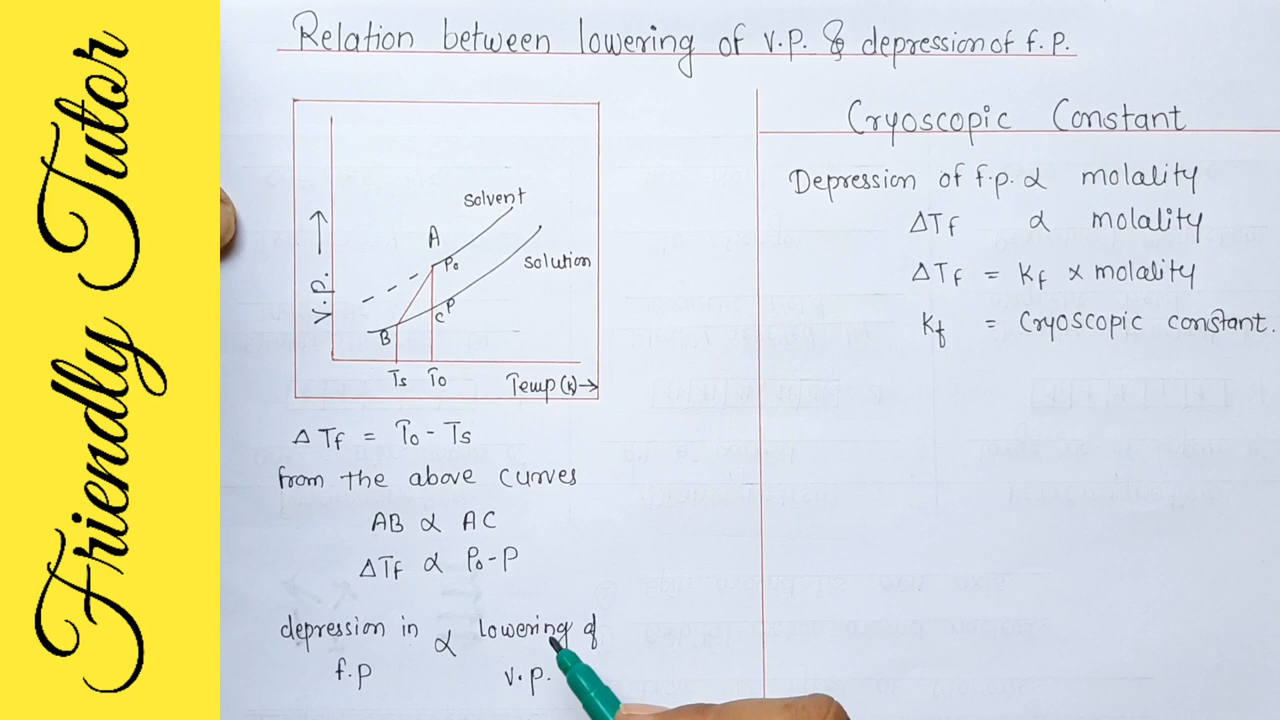 Friendly Tutor
Relation between lowering of v.p. & depression of f.p.
solvent
A
P₀
solution
v.p.
P
C
B
Ts T₀ Temp (K)→
ΔTf = T₀ - Ts
from the above curves
AB α AC
ΔTf α P₀-P
depression in α lowering of
f.p v.p.
Cryoscopic Constant
Depression of f.p. α molality
ΔTf α molality
ΔTf = Kf x molality
Kf = Cryoscopic constant.